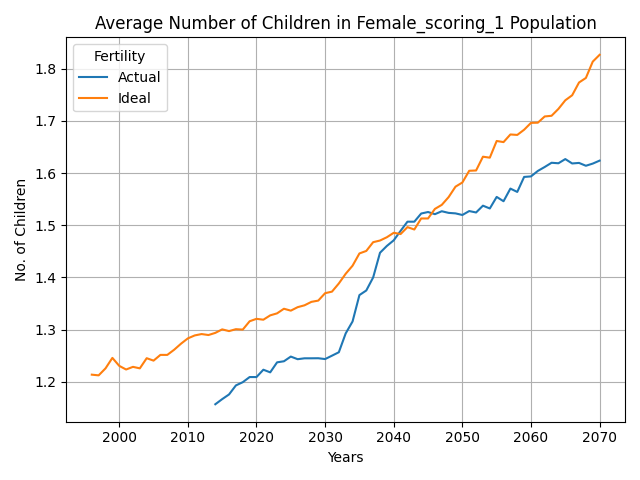 Average Number of Children in Female_scoring_1 Population
Fertility
Actual
Ideal
No. of Children
1.8
1.7
1.6
1.5
1.4
1.3
1.2
2000 2010 2020 2030 2040 2050 2060 2070
Years